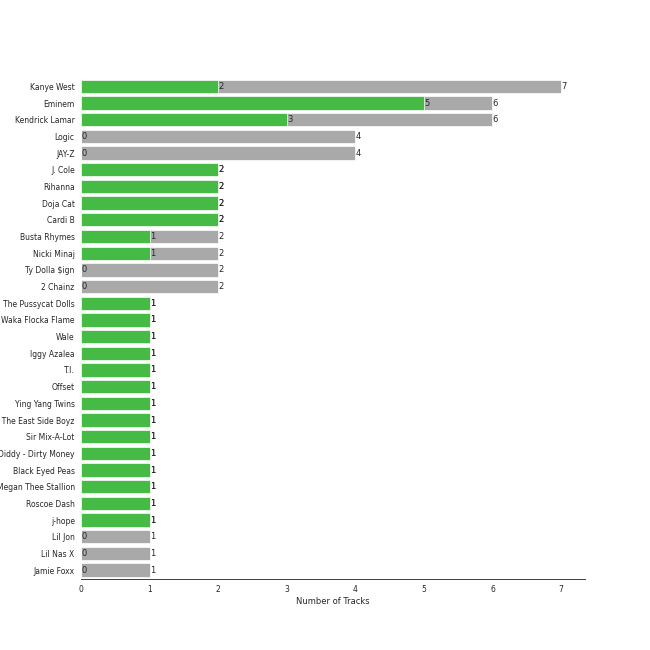 Kanye West 2 7
Eminem 5 6
Kendrick Lamar 3 6
Logic 0 4
JAY-Z 0 4
J. Cole 2
Rihanna 2
Doja Cat 2
Cardi B 2
Busta Rhymes 1 2
Nicki Minaj 1 2
Ty Dolla $ign 0 2
2 Chainz 0 2
The Pussycat Dolls 1
Waka Flocka Flame 1
Wale 1
Iggy Azalea 1
T.I. 1
Offset 1
Ying Yang Twins 1
The East Side Boyz 1
Sir Mix-A-Lot 1
Diddy - Dirty Money 1
Black Eyed Peas 1
Megan Thee Stallion 1
Roscoe Dash 1
j-hope 1
Lil Jon 0 1
Lil Nas X 0 1
Jamie Foxx 0 1
0 1 2 3 4 5 6 7
Number of Tracks